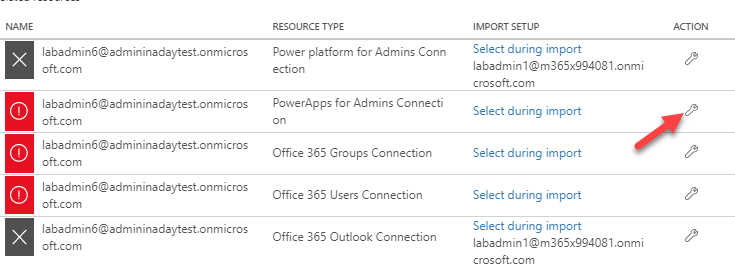 NAME RESOURCE TYPE IMPORT SETUP ACTION
labadmin6@admininadaytest.onmicros
oft.com
Power platform for Admins Conn
ection
Select during import
labadmin1@m365x994081.onmi
crosoft.com
labadmin6@admininadaytest.onmicros
oft.com
PowerApps for Admins Connecti
on
Select during import
labadmin6@admininadaytest.onmicros
oft.com
Office 365 Groups Connection
Select during import
labadmin6@admininadaytest.onmicros
oft.com
Office 365 Users Connection
Select during import
labadmin6@admininadaytest.onmicros
oft.com
Office 365 Outlook Connection
Select during import
labadmin1@m365x994081.onmi
crosoft.com